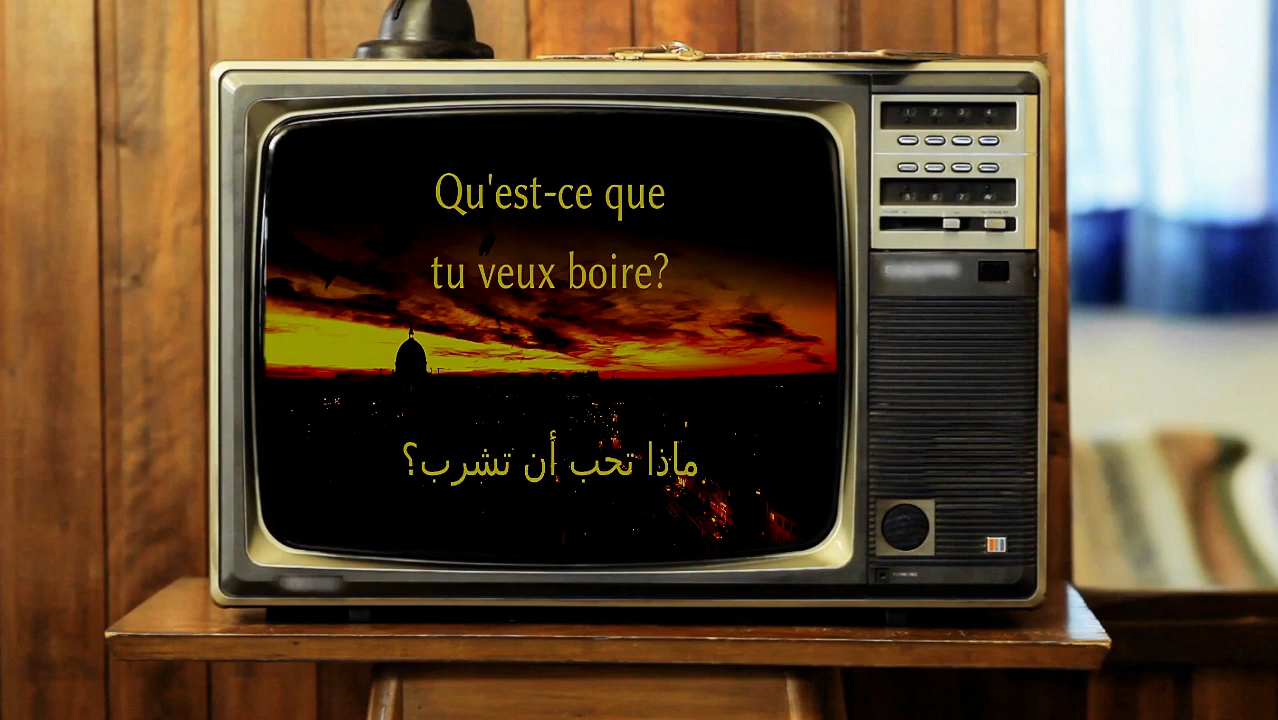 Qu'est-ce que
tu veux boire?
ماذا تحب أن تشرب؟